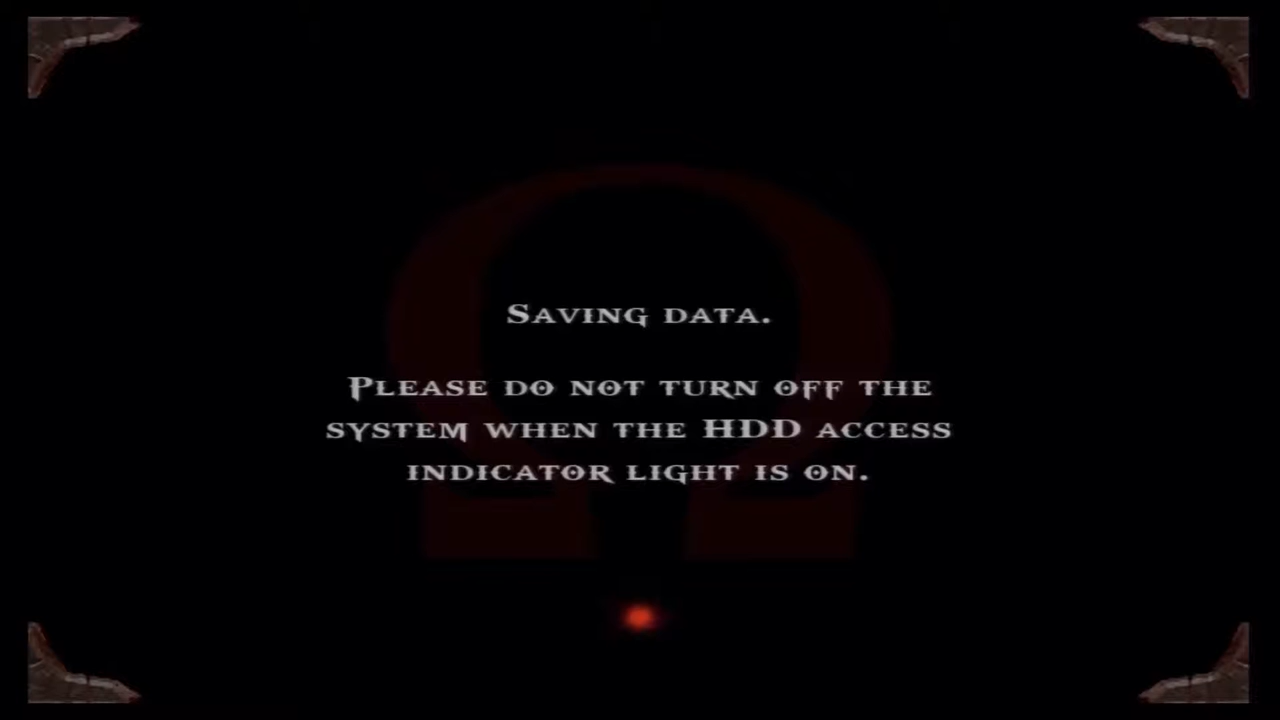 Saving data.
Please do not turn off the
system when the HDD access
indicator light is on.